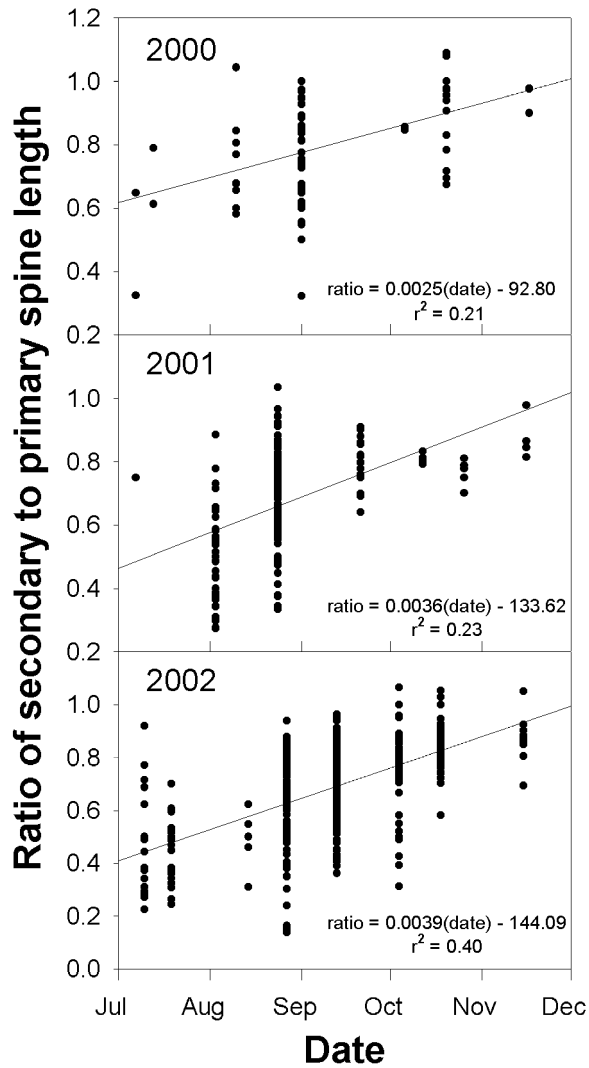 Ratio of secondary to primary spine length
1.2
2000
1.0
0.8
0.6
0.4
ratio = 0.0025(date) - 92.80
r² = 0.21
0.2
2001
1.0
0.8
0.6
0.4
ratio = 0.0036(date) - 133.62
r² = 0.23
0.2
2002
1.0
0.8
0.6
0.4
0.2
ratio = 0.0039(date) - 144.09
r² = 0.40
0.0
Jul Aug Sep Oct Nov Dec
Date